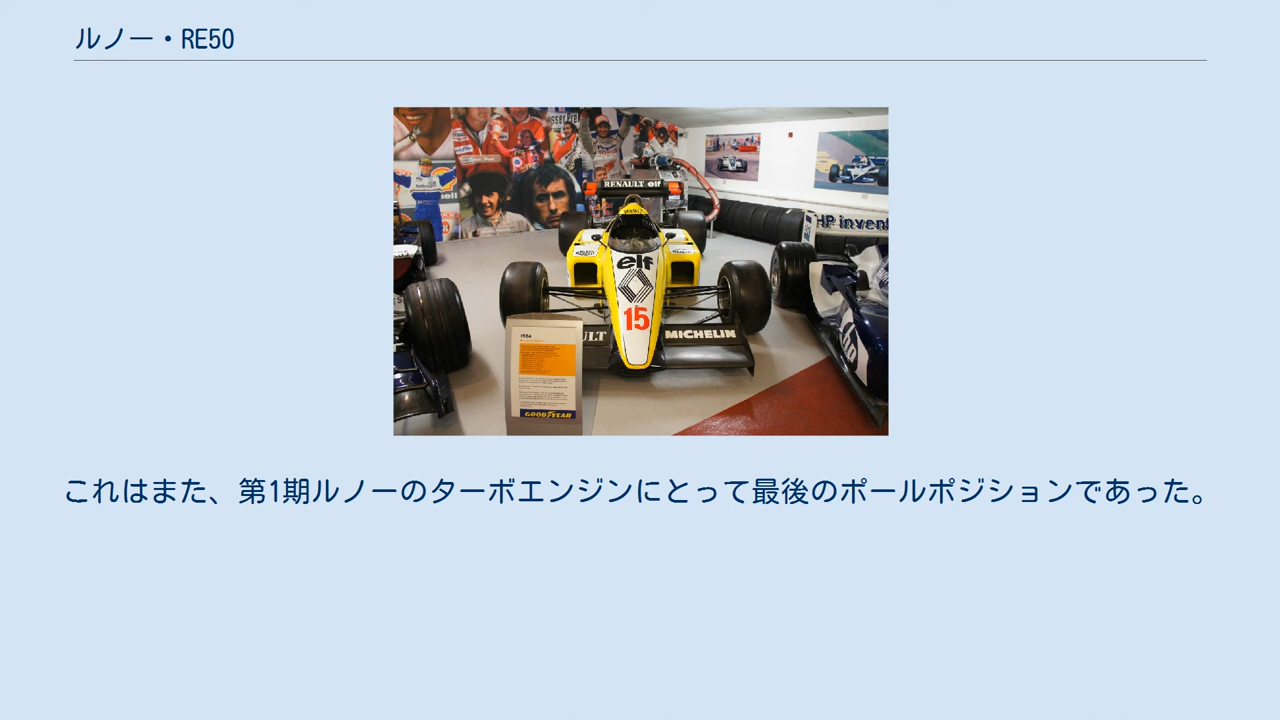 ルノー・RE50
RENAULT elf
HP invent
elf
15
ULT
MICHELIN
1984
GOODYEAR
これはまた、第1期ルノーのターボエンジンにとって最後のポールポジションであった。